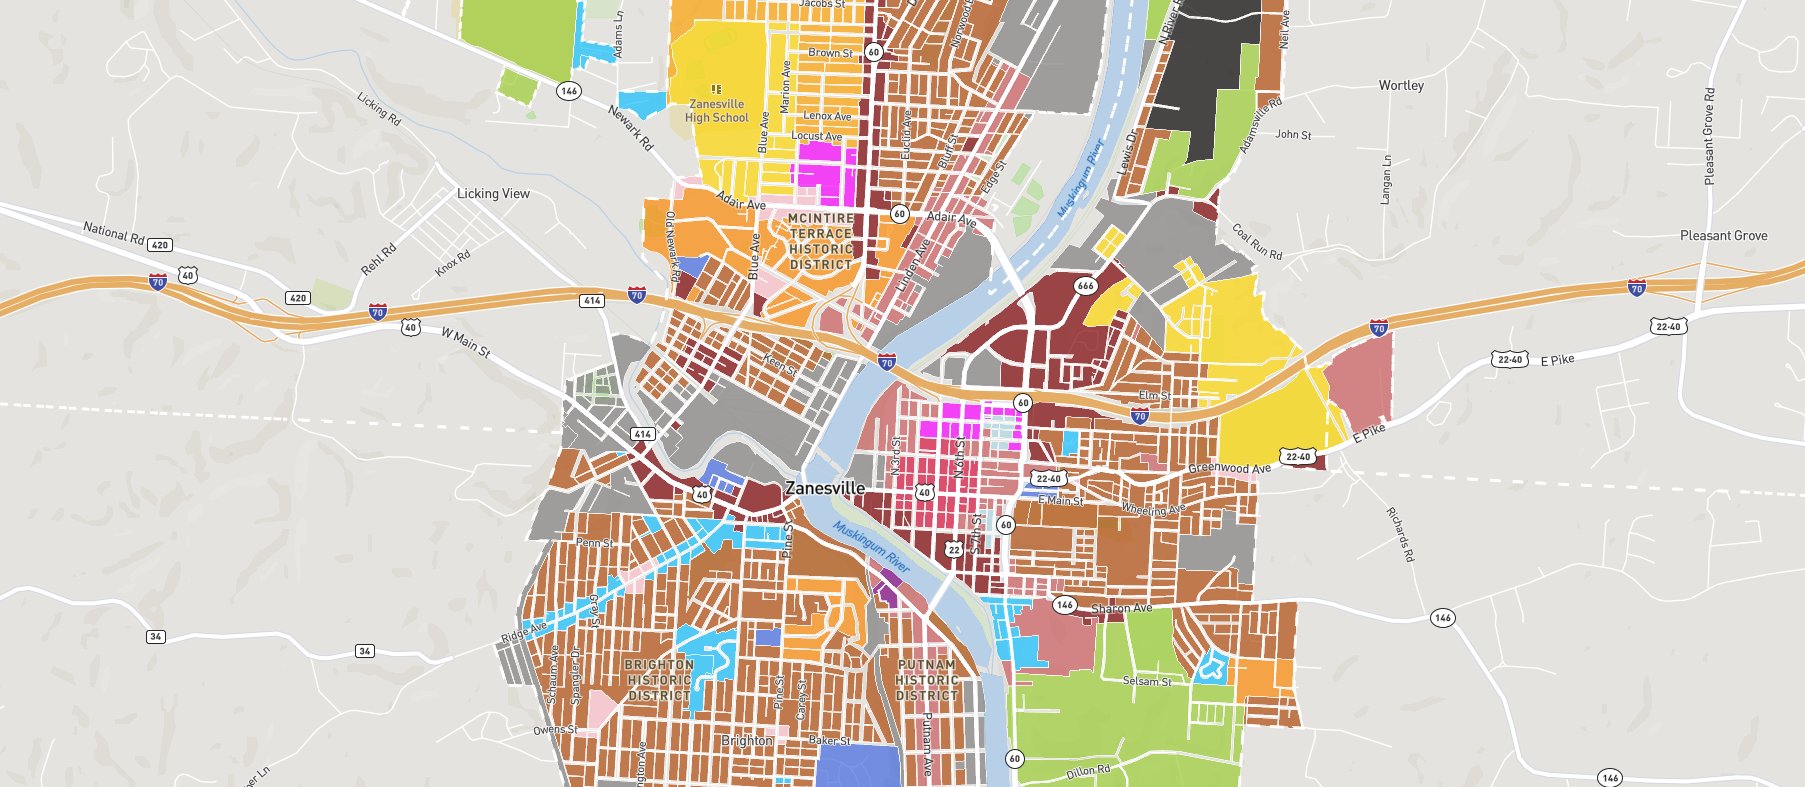 Jacobs St
Norwood B
N River R
Neil Ave
Adams Ln
Brown St
60
146
Marion Ave
Zanesville
High School
Wortley
Pleasant Grove Rd
Licking Rd
Newark Rd
Blue Ave
Lenox Ave
Locust Ave
Euclid Ave
Bluff St
Edge St
Muskingum River
Lewis Dr
Adamsville Rd
John St
Langan Ln
Licking View
Adair Ave
60
Adair Ave
MCINTIRE
TERRACE
HISTORIC
DISTRICT
National Rd
420
40
Rehl Rd
Knox Rd
Old Newark Rd
Blue Ave
Linden Ave
Coal Run Rd
Pleasant Grove
70
420
70
414
70
666
70
70
22-40
40
W Main St
Keen St
70
22-40
E Pike
Elm St
60
70
414
N 3rd St
N 6th St
E Pike
22-40
Greenwood Ave
22-40
Zanesville
40
40
E Main St
Wheeling Ave
Penn St
Pine St
Muskingum River
22
S 7th St
60
Richards Rd
34
34
Ridge Ave
Gray St
146
Sharon Ave
146
Schaum Ave
Spangler Dr
BRIGHTON
HISTORIC
DISTRICT
PUTNAM
HISTORIC
DISTRICT
Pine St
Carey St
Selsam St
Owens St
Brighton
Baker St
Putnam Ave
60
Dillon Rd
146
per Ln
ington Ave